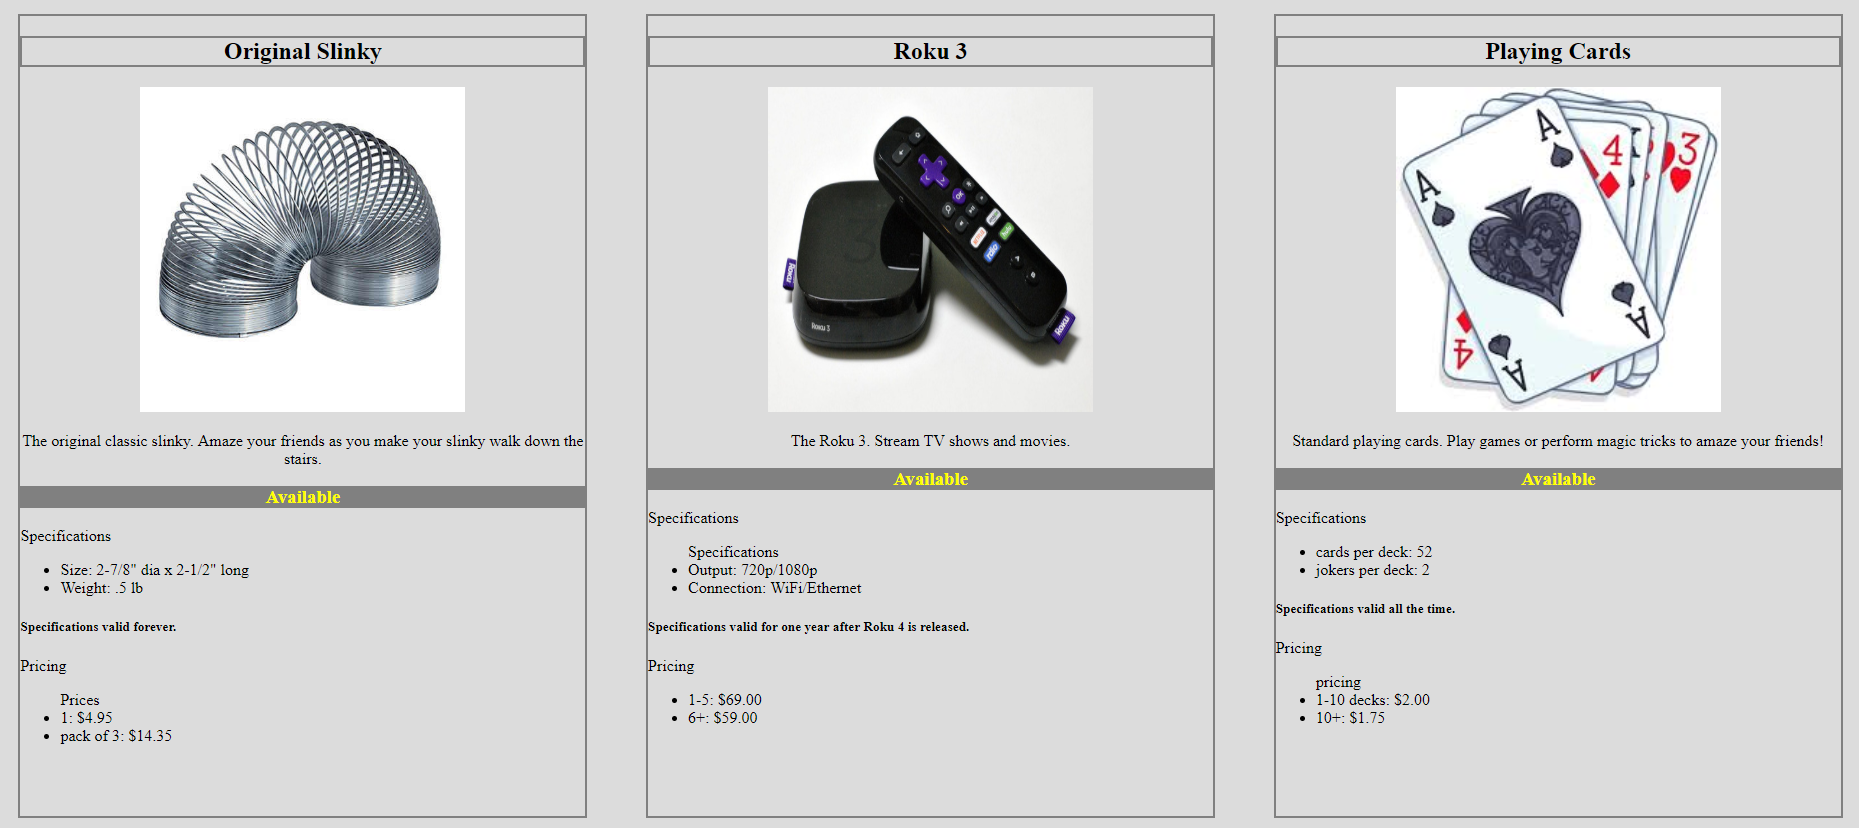 Original Slinky
The original classic slinky. Amaze your friends as you make your slinky walk down the
stairs.
Available
Specifications
Size: 2-7/8" dia x 2-1/2" long
Weight: .5 lb
Specifications valid forever.
Pricing
Prices
1: $4.95
pack of 3: $14.35
Roku 3
3
Roku
Roku 3
Roku
The Roku 3. Stream TV shows and movies.
Available
Specifications
Specifications
Output: 720p/1080p
Connection: WiFi/Ethernet
Specifications valid for one year after Roku 4 is released.
Pricing
1-5: $69.00
6+: $59.00
Playing Cards
A
4
3
A
A
4
A
Standard playing cards. Play games or perform magic tricks to amaze your friends!
Available
Specifications
cards per deck: 52
jokers per deck: 2
Specifications valid all the time.
Pricing
pricing
1-10 decks: $2.00
10+: $1.75